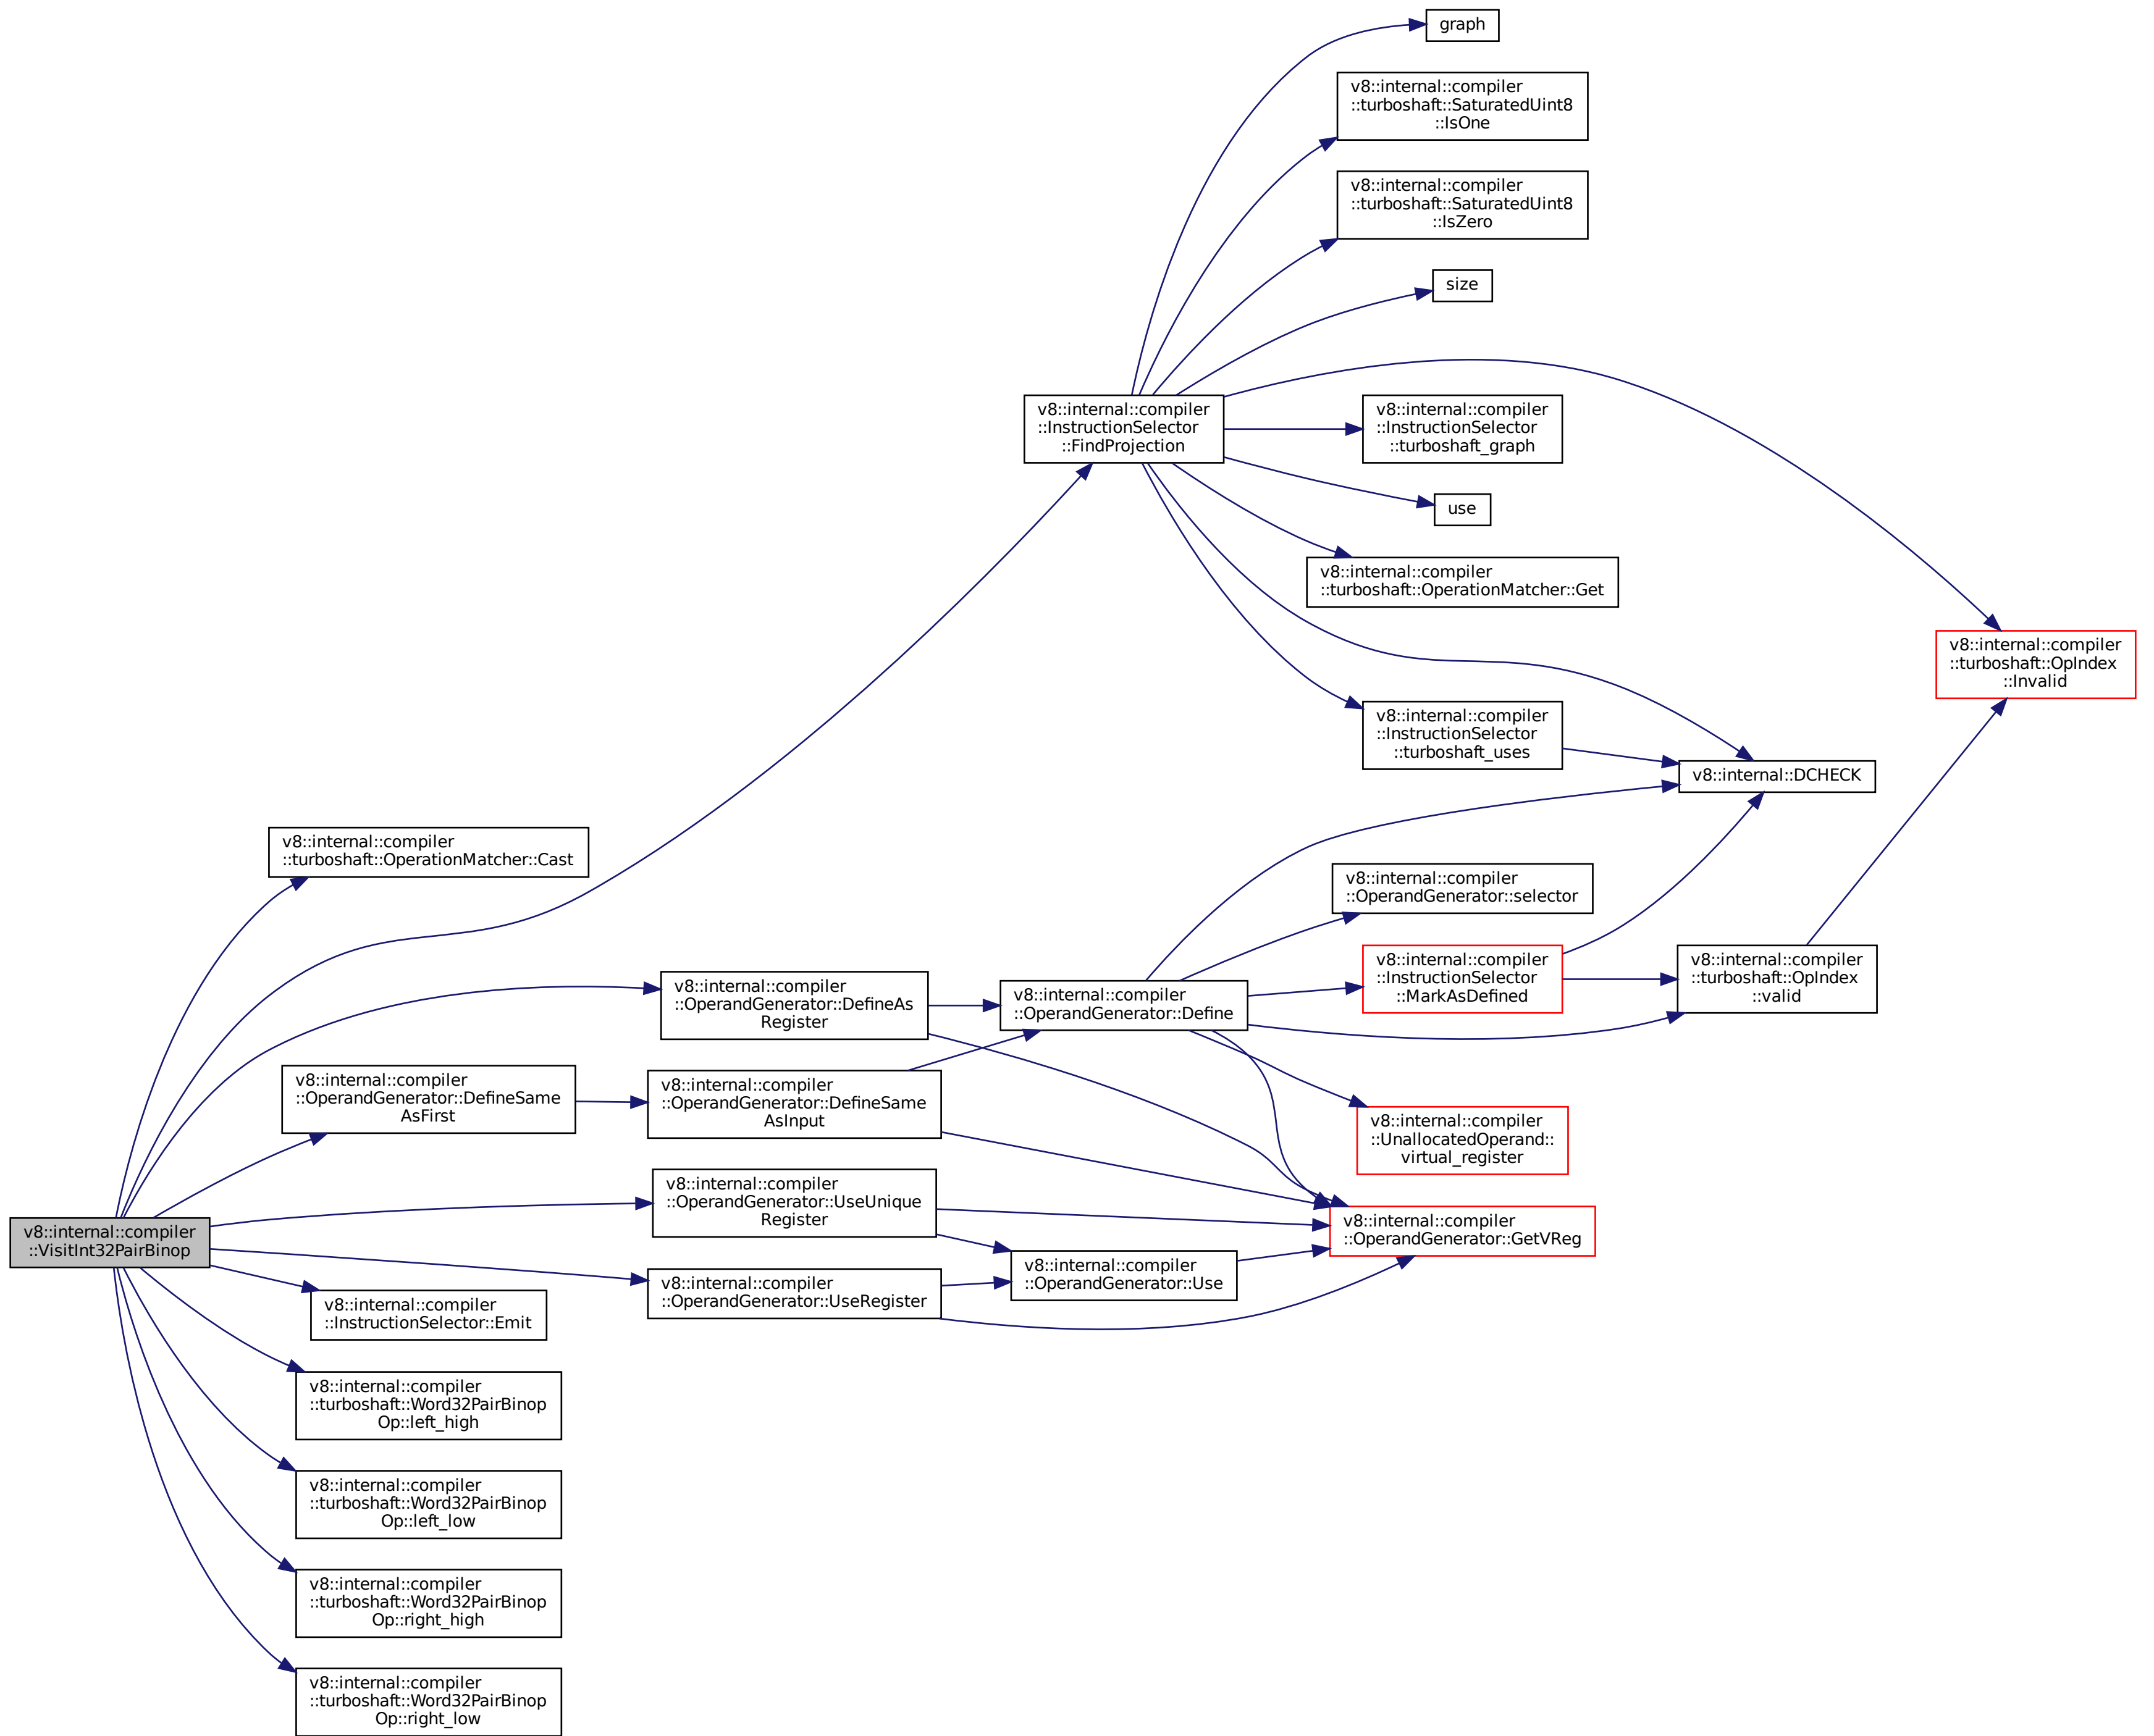 graph
v8::internal::compiler
::turboshaft::SaturatedUint8
::IsOne
v8::internal::compiler
::turboshaft::SaturatedUint8
::IsZero
size
v8::internal::compiler
::InstructionSelector
::FindProjection
v8::internal::compiler
::InstructionSelector
::turboshaft_graph
use
v8::internal::compiler
::turboshaft::OperationMatcher::Get
v8::internal::compiler
::turboshaft::OpIndex
::Invalid
v8::internal::compiler
::InstructionSelector
::turboshaft_uses
v8::internal::DCHECK
v8::internal::compiler
::turboshaft::OperationMatcher::Cast
v8::internal::compiler
::OperandGenerator::selector
v8::internal::compiler
::OperandGenerator::DefineAs
Register
v8::internal::compiler
::OperandGenerator::Define
v8::internal::compiler
::InstructionSelector
::MarkAsDefined
v8::internal::compiler
::turboshaft::OpIndex
::valid
v8::internal::compiler
::OperandGenerator::DefineSame
AsFirst
v8::internal::compiler
::OperandGenerator::DefineSame
AsInput
v8::internal::compiler
::UnallocatedOperand::
virtual_register
v8::internal::compiler
::OperandGenerator::UseUnique
Register
v8::internal::compiler
::VisitInt32PairBinop
v8::internal::compiler
::OperandGenerator::GetVReg
v8::internal::compiler
::OperandGenerator::Use
v8::internal::compiler
::OperandGenerator::UseRegister
v8::internal::compiler
::InstructionSelector::Emit
v8::internal::compiler
::turboshaft::Word32PairBinop
Op::left_high
v8::internal::compiler
::turboshaft::Word32PairBinop
Op::left_low
v8::internal::compiler
::turboshaft::Word32PairBinop
Op::right_high
v8::internal::compiler
::turboshaft::Word32PairBinop
Op::right_low